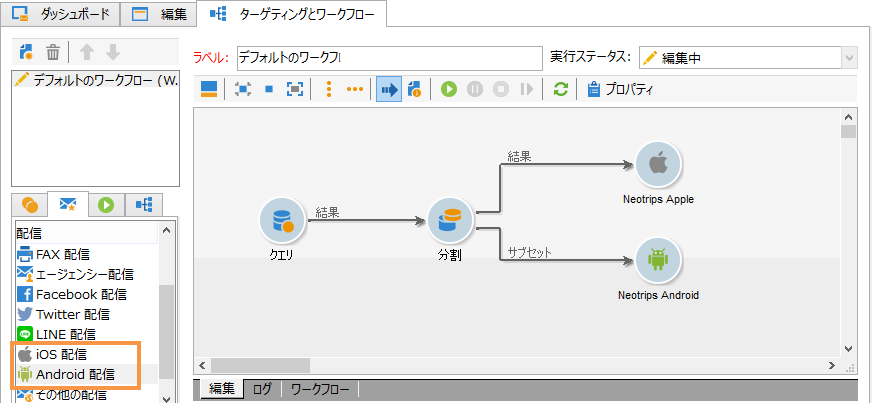 ダッシュボード
編集
ターゲティングとワークフロー
ラベル:
デフォルトのワークフ
実行ステータス:
編集中
デフォルトのワークフロー (W.
プロパティ
結果
Neotrips Apple
結果
クエリ
分割
サブセット
Neotrips Android
配信
FAX 配信
エージェンシー配信
Facebook 配信
Twitter 配信
LINE 配信
iOS 配信
Android 配信
その他の配信
編集
ログ
ワークフロー